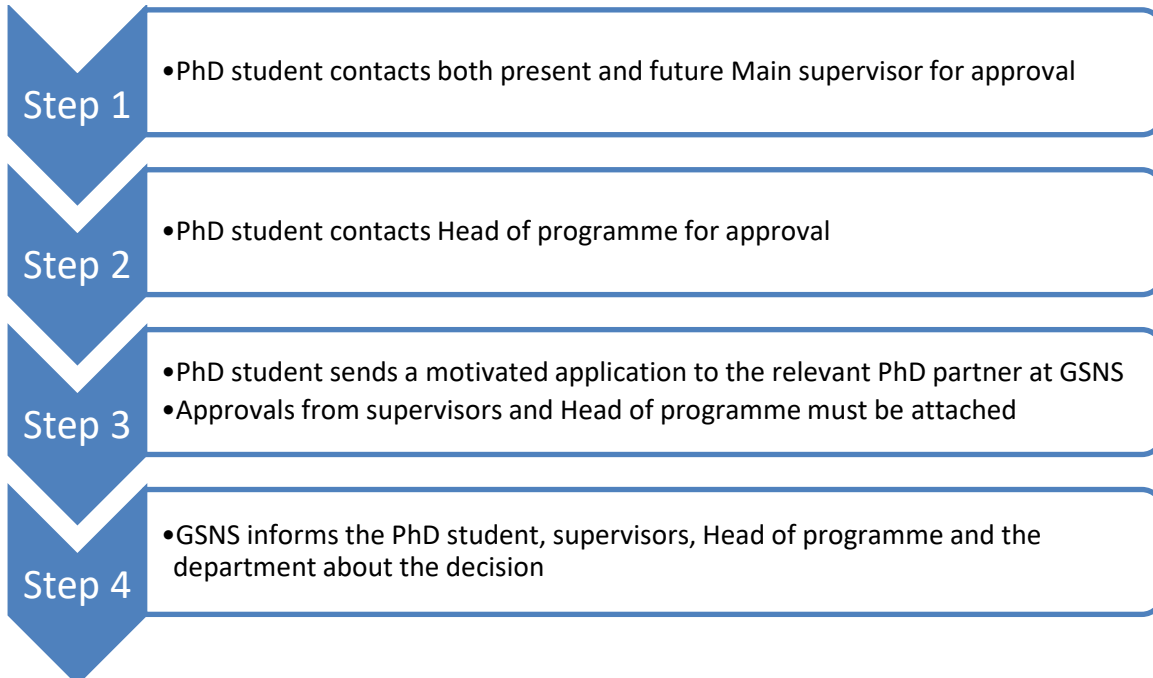 Step 1
•PhD student contacts both present and future Main supervisor for approval
Step 2
•PhD student contacts Head of programme for approval
Step 3
•PhD student sends a motivated application to the relevant PhD partner at GSNS
•Approvals from supervisors and Head of programme must be attached
Step 4
•GSNS informs the PhD student, supervisors, Head of programme and the
department about the decision